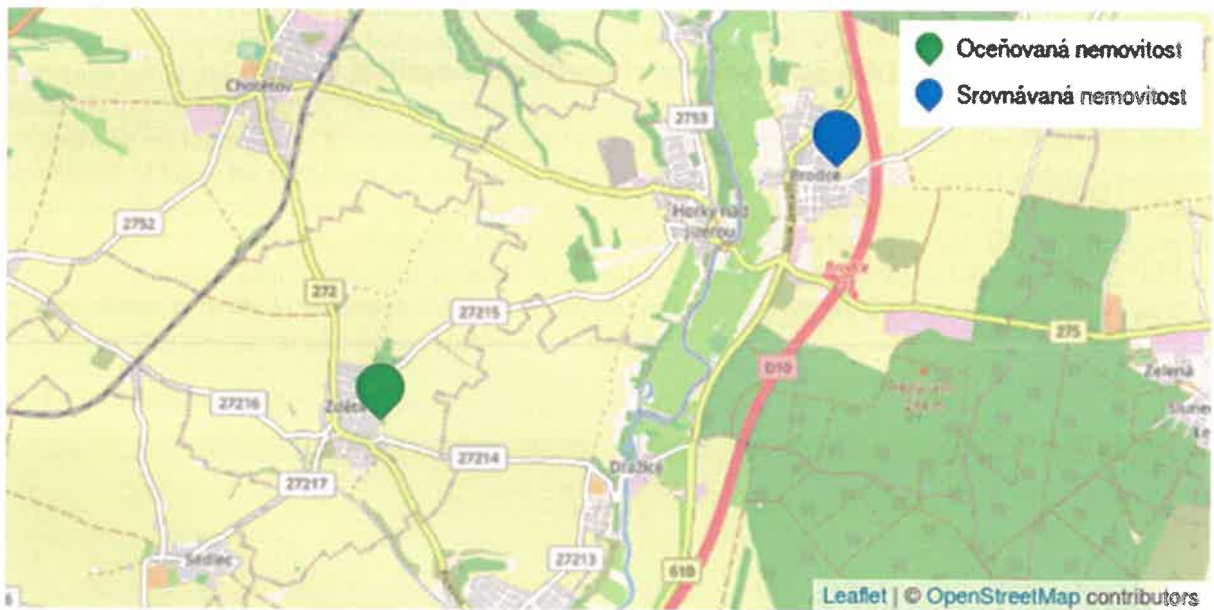 Oceňovaná nemovitost
Srovnávaná nemovitost
Chotětov
2753
Brodce
2752
Horky nad
Jizerou
272
27215
275
D10
Zelená
27216
27214
Dražice
27217
Sedlec
27213
610
6
Leaflet | © OpenStreetMap contributors